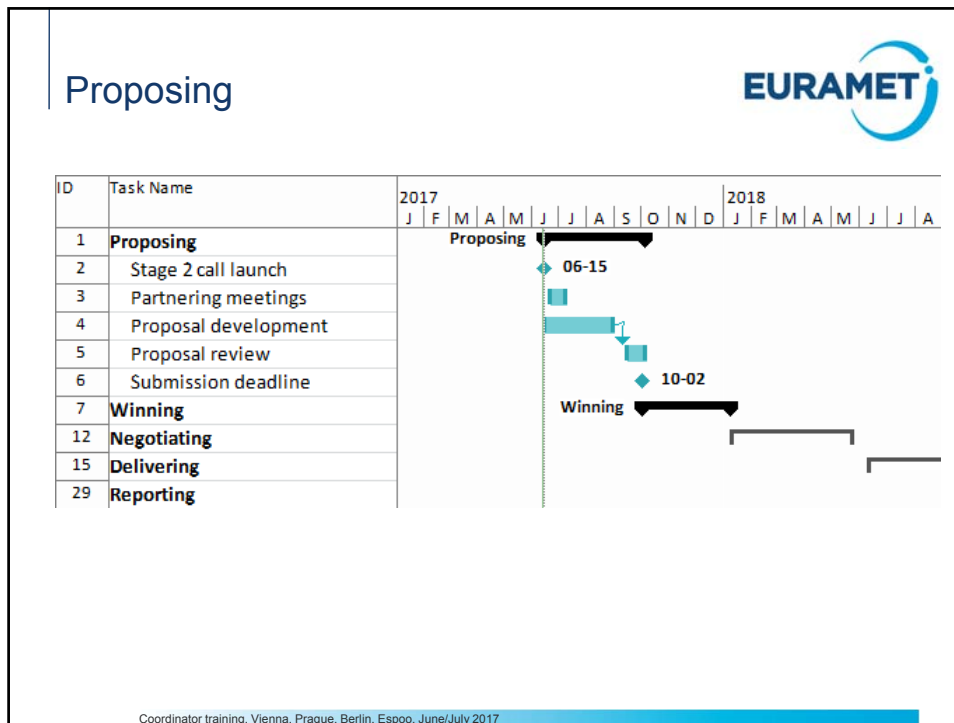 Proposing
EURAMET
ID Task Name 2017 2018
J F M A M J J A S O N D J F M A M J J A
1 Proposing Proposing
2 Stage 2 call launch 06-15
3 Partnering meetings
4 Proposal development
5 Proposal review
6 Submission deadline 10-02
7 Winning Winning
12 Negotiating
15 Delivering
29 Reporting
Coordinator training, Vienna, Prague, Berlin, Espoo, June/July 2017